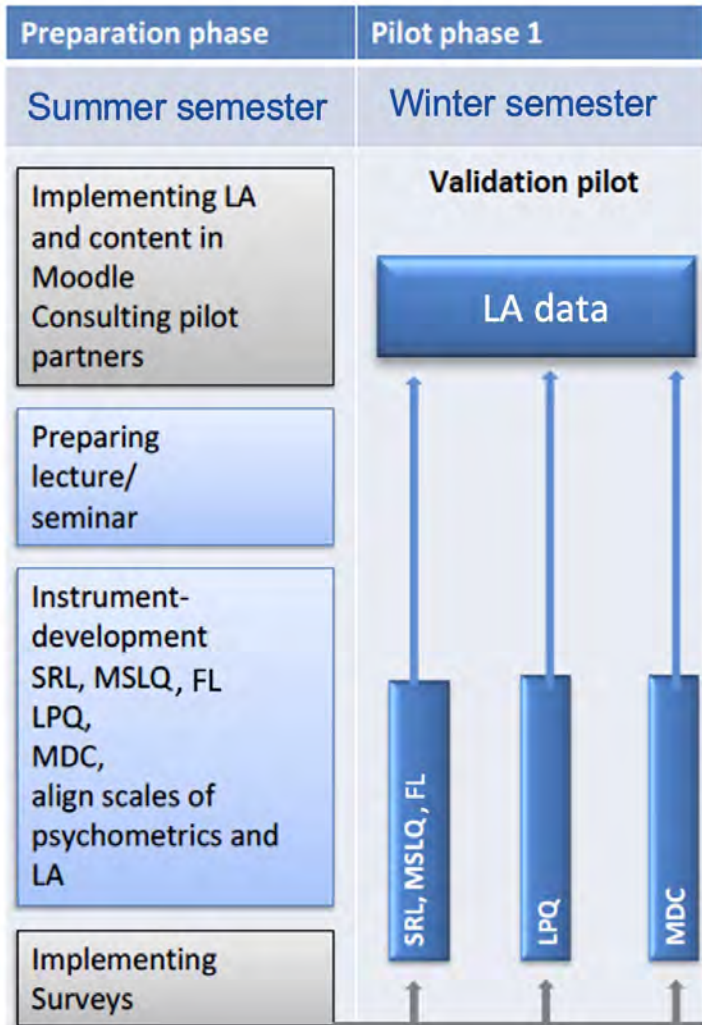 Preparation phase
Pilot phase 1
Summer semester
Winter semester
Implementing LA
and content in
Moodle
Consulting pilot
partners
Preparing
lecture/
seminar
Instrument-
development
SRL, MSLQ , FL
LPQ,
MDC,
align scales of
psychometrics and
LA
Implementing
Surveys
Validation pilot
LA data
SRL, MSLQ , FL
LPQ
MDC